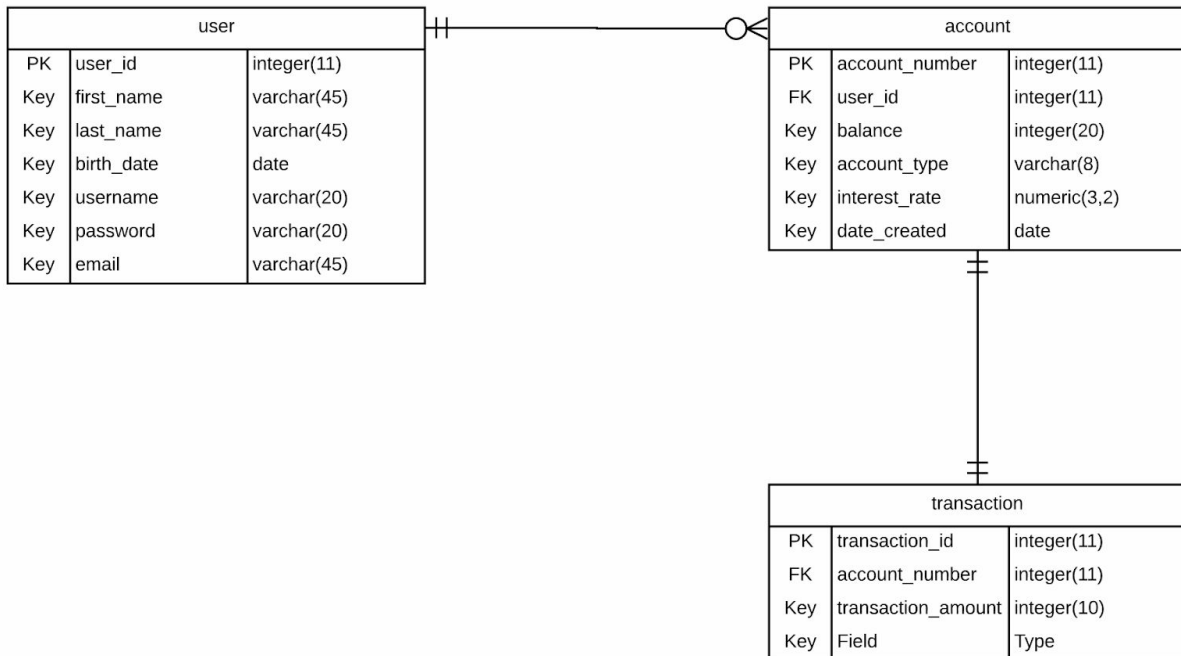 user
PK user_id integer(11)
Key first_name varchar(45)
Key last_name varchar(45)
Key birth_date date
Key username varchar(20)
Key password varchar(20)
Key email varchar(45)
account
PK account_number integer(11)
FK user_id integer(11)
Key balance integer(20)
Key account_type varchar(8)
Key interest_rate numeric(3,2)
Key date_created date
transaction
PK transaction_id integer(11)
FK account_number integer(11)
Key transaction_amount integer(10)
Key Field Type